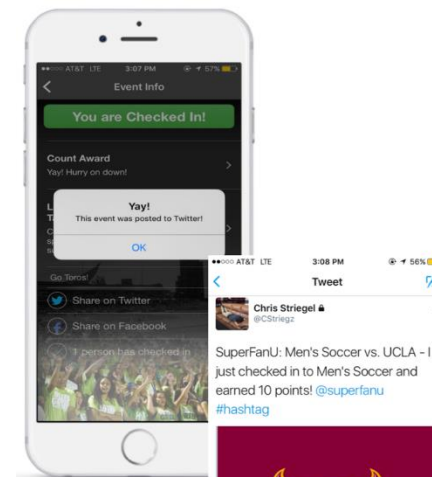 AT&T LTE 3:07 PM 57%
Event Info
You are Checked In!
Count Award
Yay! Hurry on down!
Yay!
This event was posted to Twitter!
OK
Go Toros!
Share on Twitter
Share on Facebook
1 person has checked in
AT&T LTE 3:08 PM 56%
Tweet
Chris Striegel
@CStriegz
SuperFanU: Men's Soccer vs. UCLA - I
just checked in to Men's Soccer and
earned 10 points! @superfanu
#hashtag